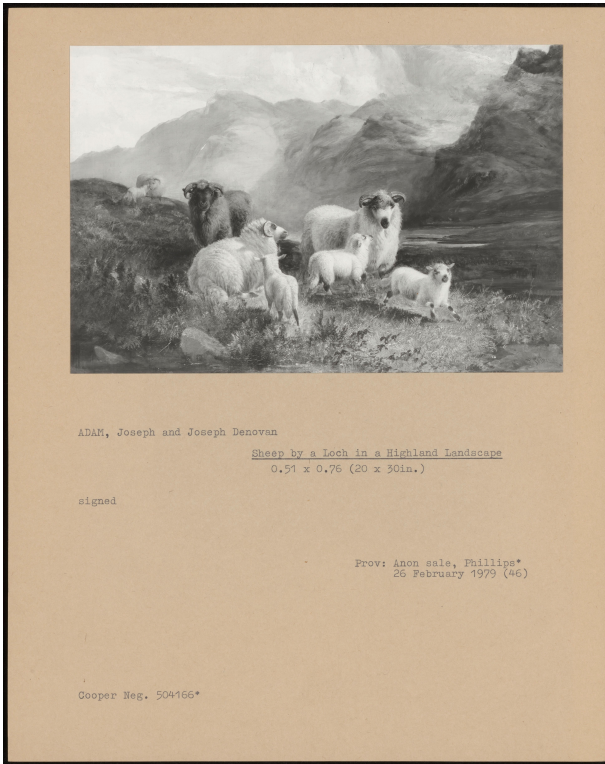 ADAM, Joseph and Joseph Denovan
Sheep by a Loch in a Highland Landscape
0.51 x 0.76 (20 x 30in.)
signed
Prov: Anon sale, Phillips*
26 February 1979 (46)
Cooper Neg. 504166*